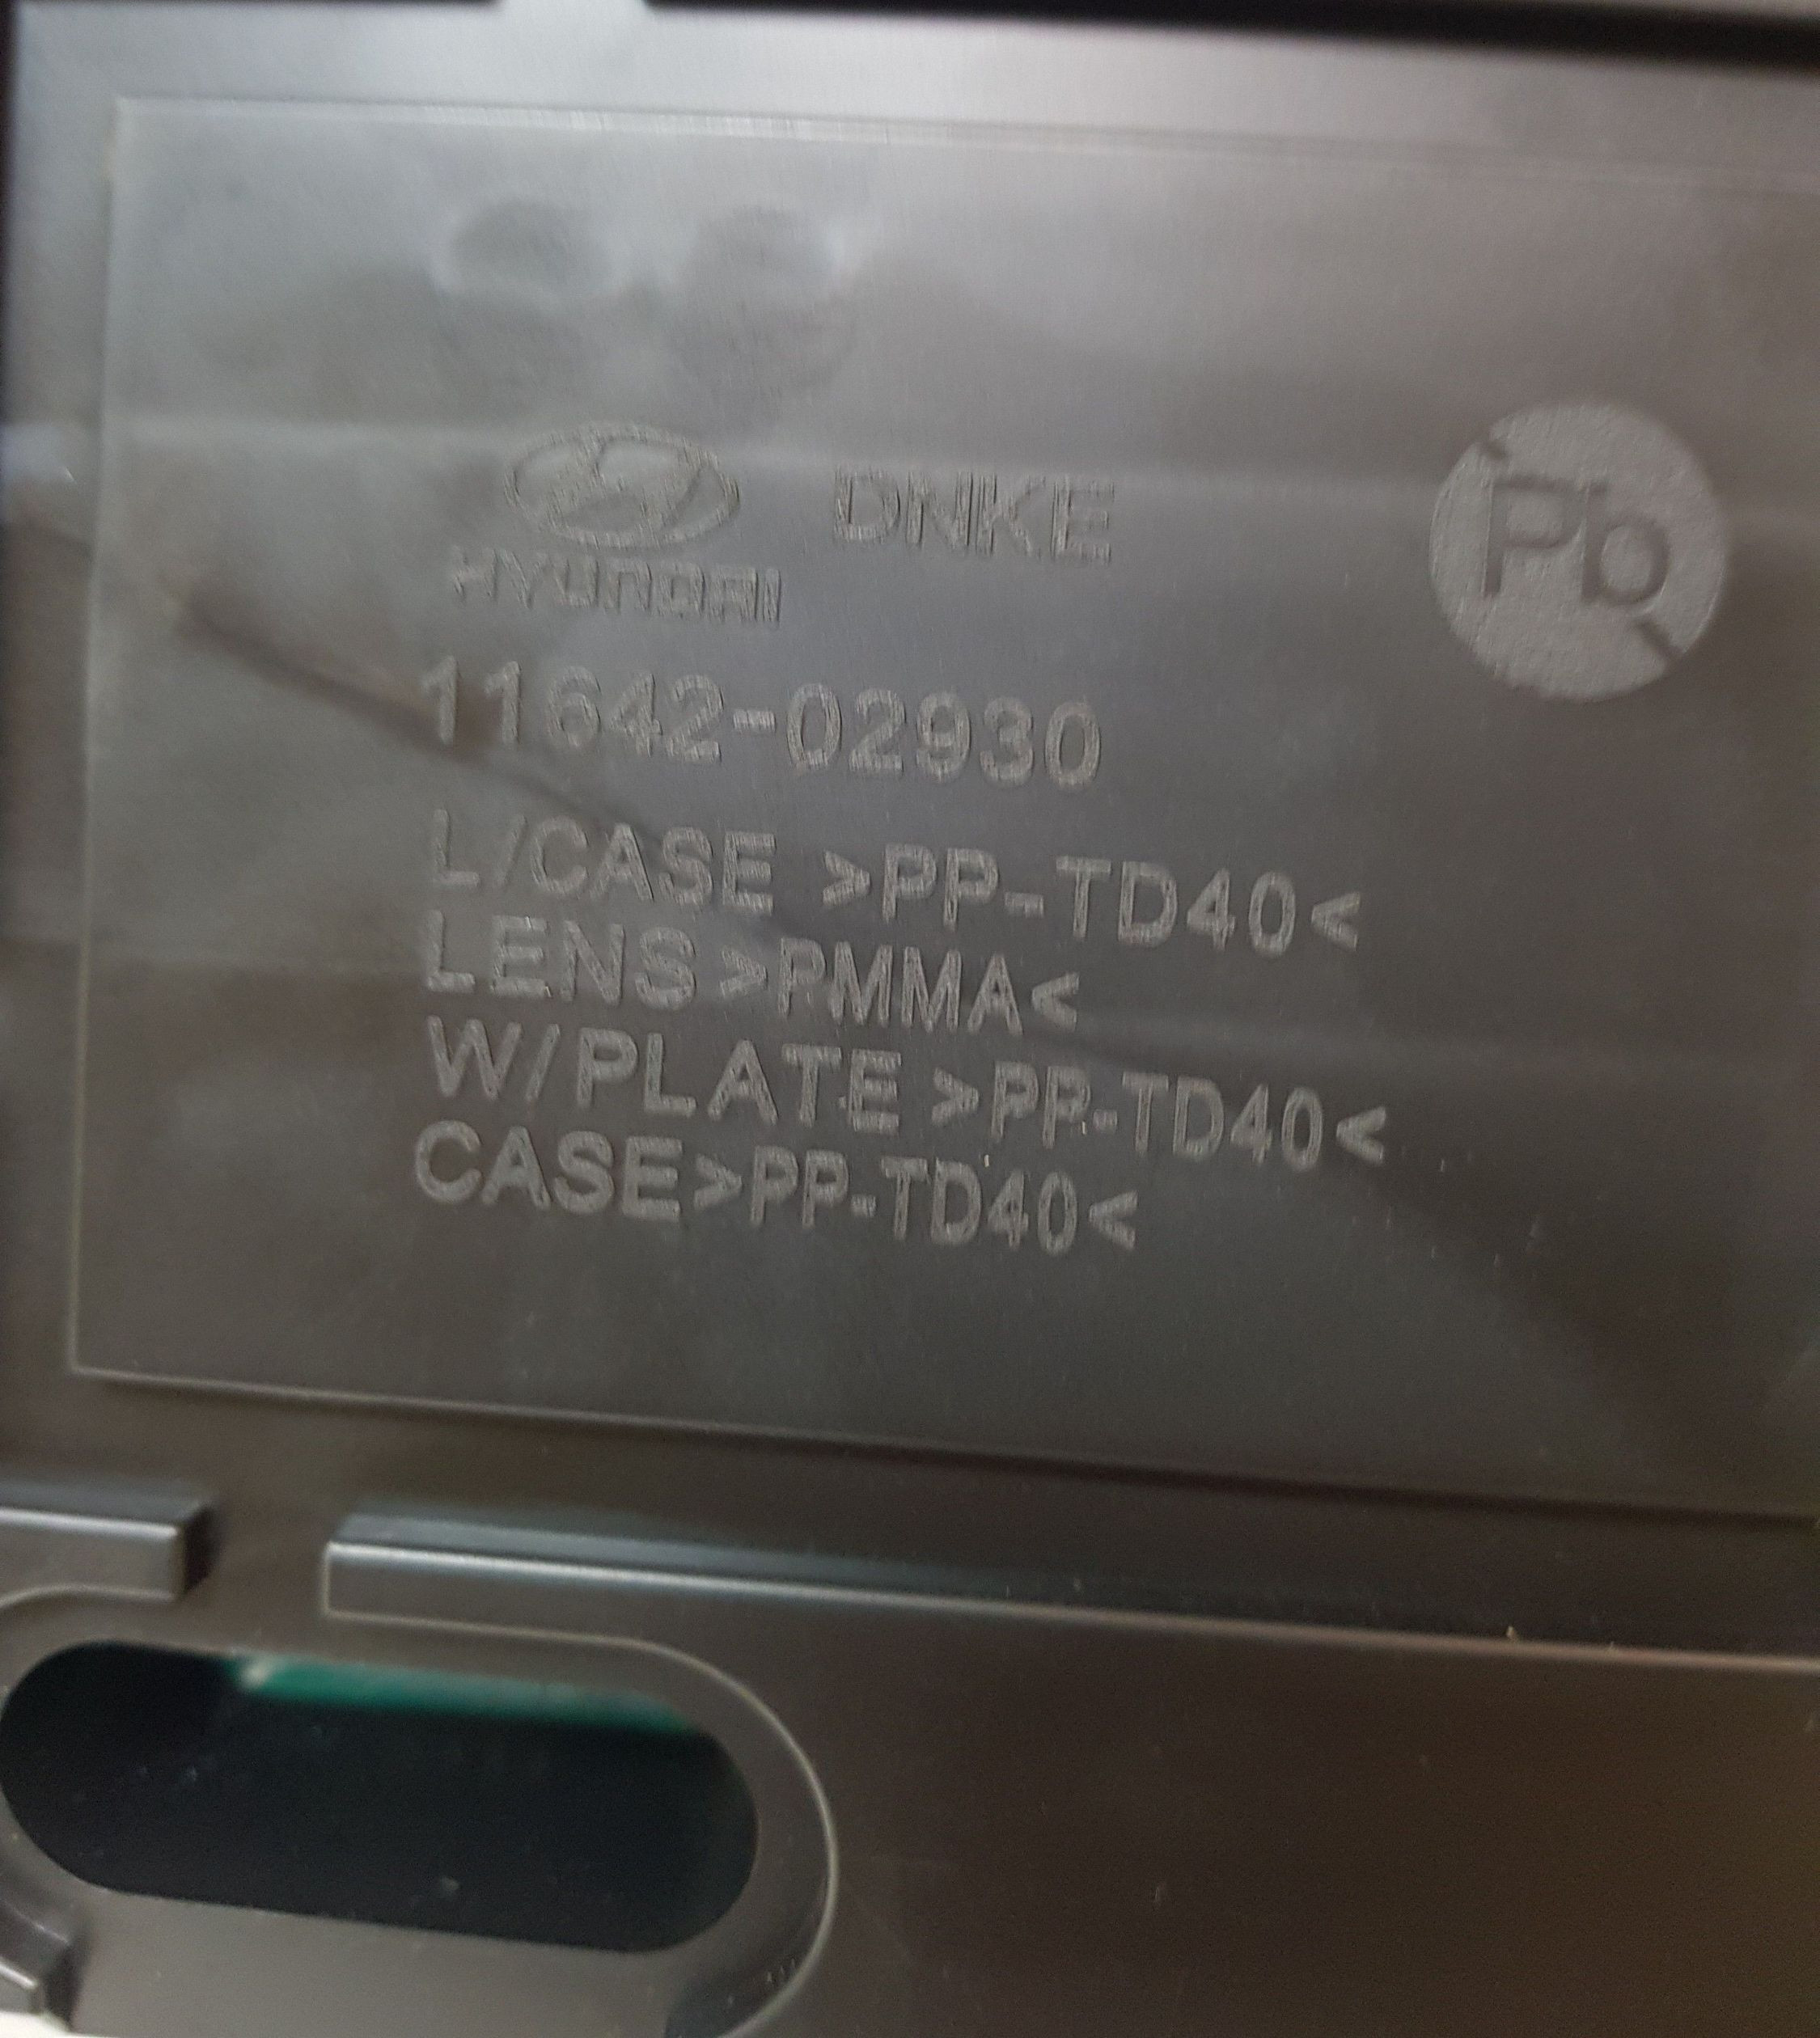 HYUNDAI DNKE
Pb
11642-02930
L/CASE >PP-TD40<
LENS>PMMA<
W/PLATE >PP-TD40<
CASE>PP-TD40<